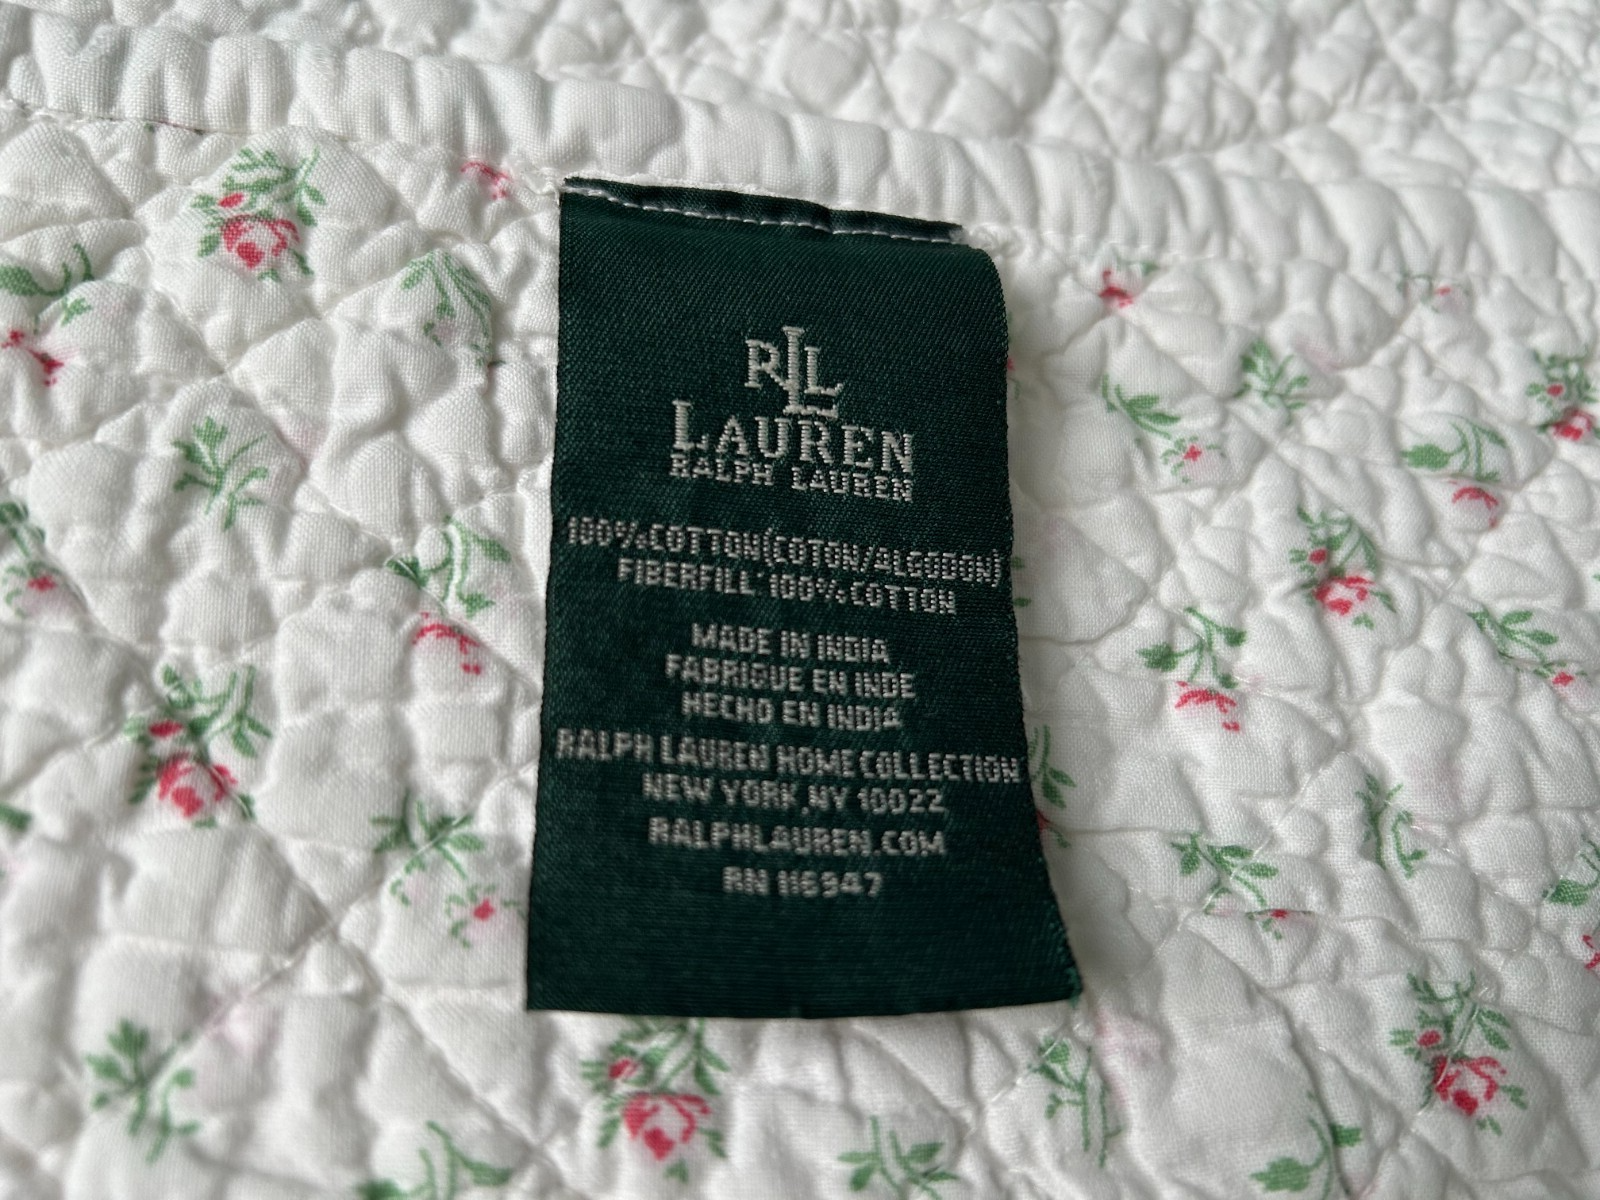 RLL
LAUREN
RALPH LAUREN
100%COTTON(COTON/ALGODON)
FIBERFILL 100%COTTON
MADE IN INDIA
FABRIQUE EN INDE
HECHO EN INDIA
RALPH LAUREN HOME COLLECTION
NEW YORK,NY 10022
RALPHLAUREN.COM
RN 116947